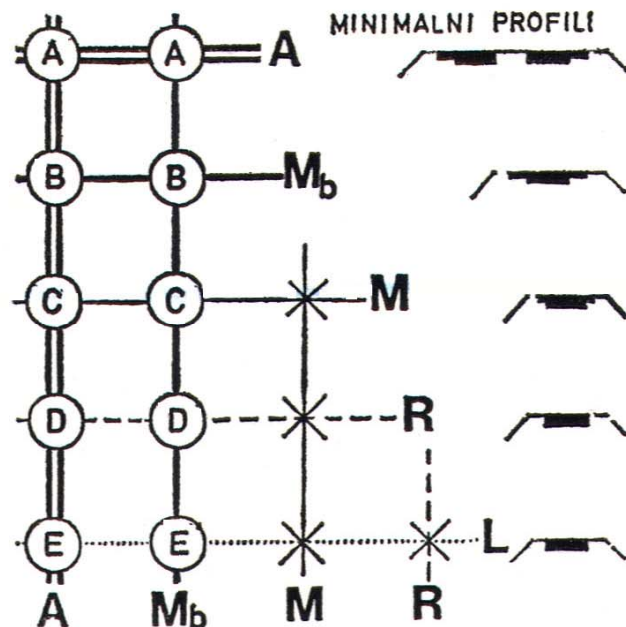 MINIMALNI PROFILI
A A A
B B Mb
C C M
D D R
E E L
A Mb M R